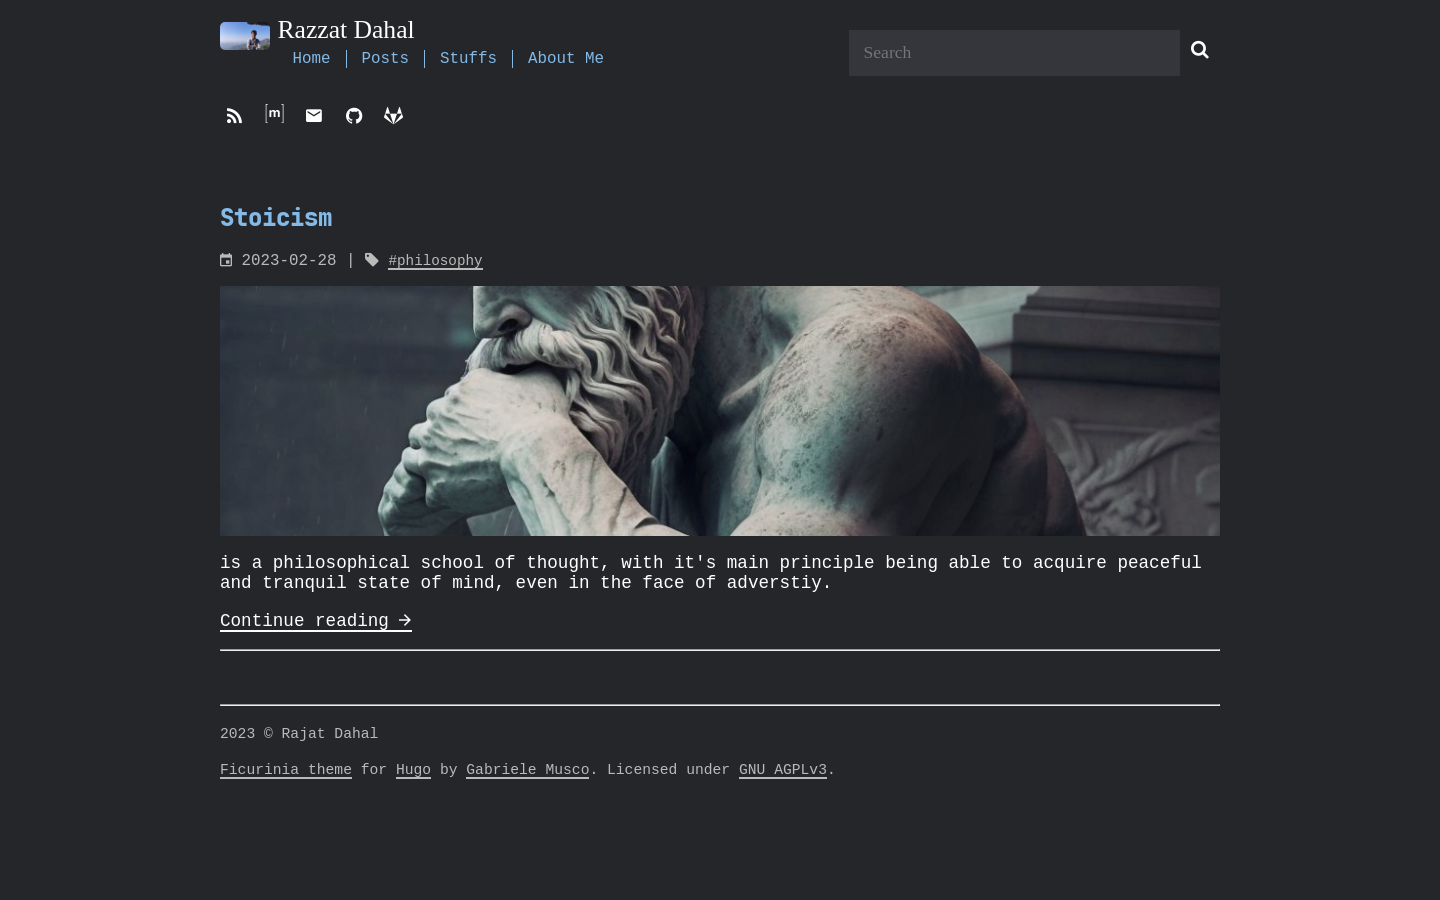 Razzat Dahal
Home
Posts
Stuffs
About Me
Search
[m]
Stoicism
2023-02-28 | #philosophy
is a philosophical school of thought, with it's main principle being able to acquire peaceful
and tranquil state of mind, even in the face of adverstiy.
Continue reading →
2023 © Rajat Dahal
Ficurinia theme for Hugo by Gabriele Musco. Licensed under GNU AGPLv3.